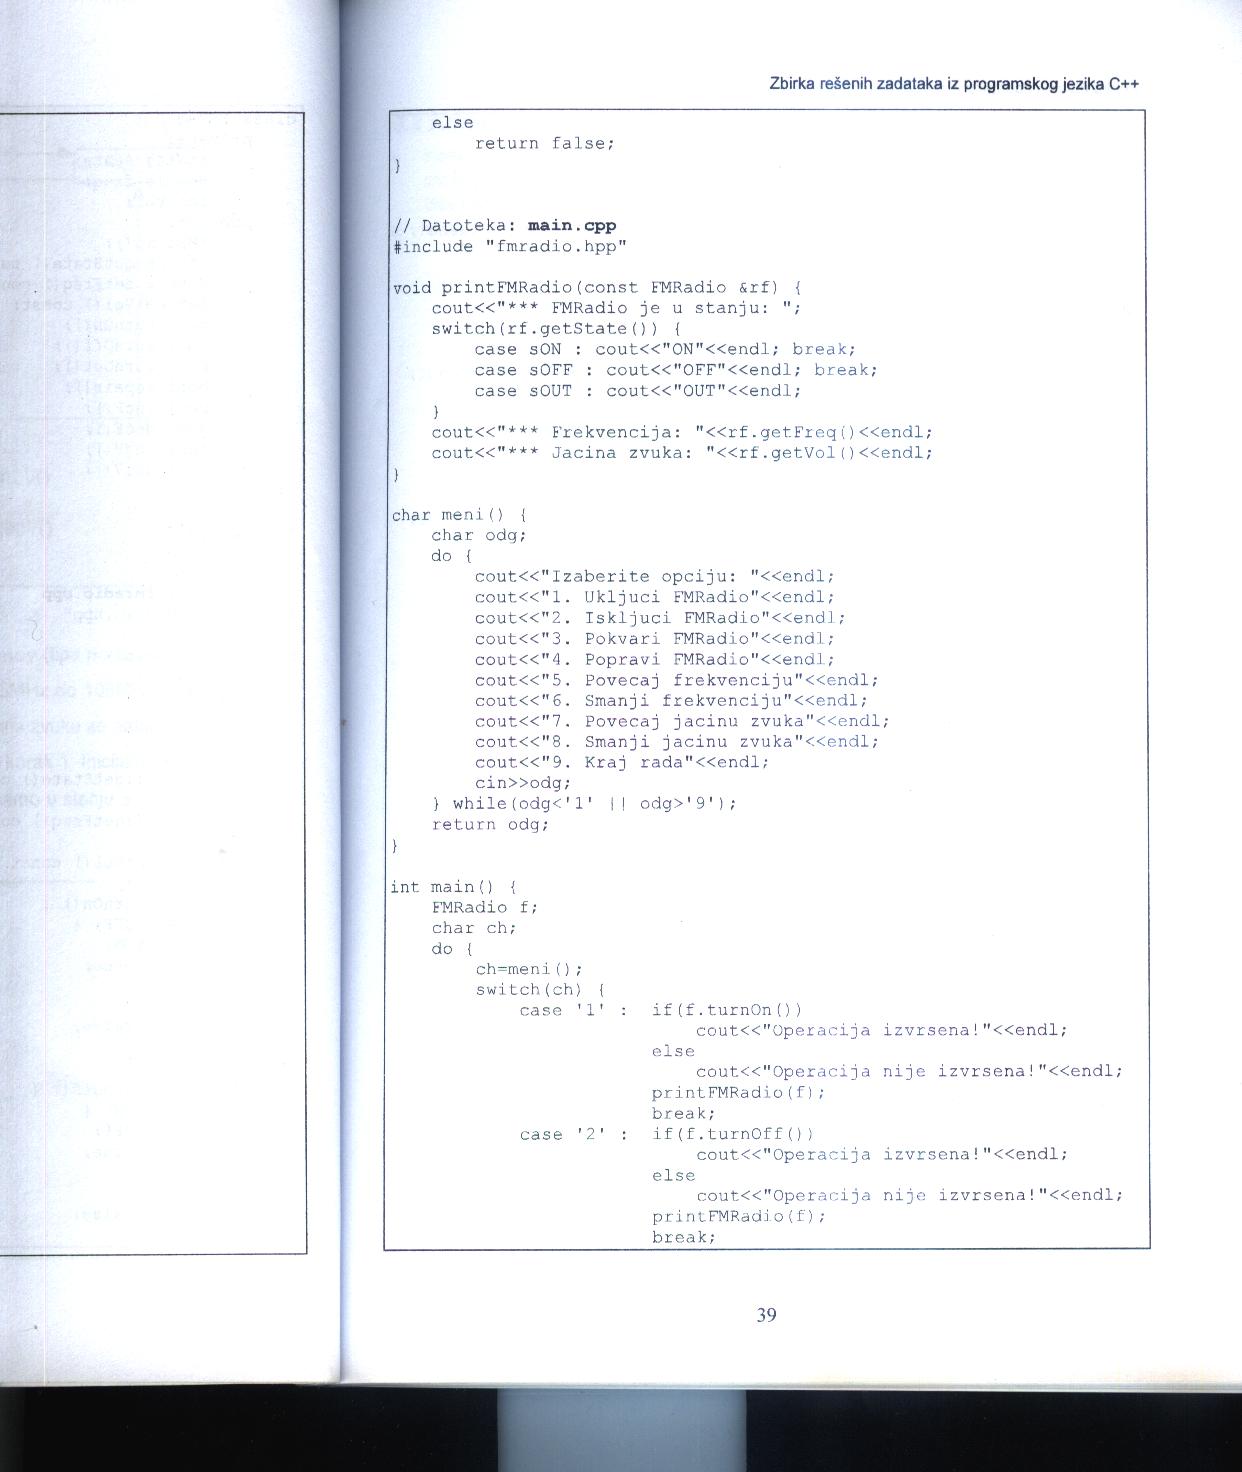 Zbirka rešenih zadataka iz programskog jezika C++
else
return false;
}
// Datoteka: main.cpp
#include "fmradio.hpp"
void printFMRadio(const FMRadio &rf) {
cout<<"*** FMRadio je u stanju: ";
switch(rf.getState()) {
case sON : cout<<"ON"<<endl; break;
case sOFF : cout<<"OFF"<<endl; break;
case sOUT : cout<<"OUT"<<endl;
}
cout<<"*** Frekvencija: "<<rf.getFreq()<<endl;
cout<<"*** Jacina zvuka: "<<rf.getVol()<<endl;
}
char meni() {
char odg;
do {
cout<<"Izaberite opciju: "<<endl;
cout<<"1. Ukljuci FMRadio"<<endl;
cout<<"2. Iskljuci FMRadio"<<endl;
cout<<"3. Pokvari FMRadio"<<endl;
cout<<"4. Popravi FMRadio"<<endl;
cout<<"5. Povecaj frekvenciju"<<endl;
cout<<"6. Smanji frekvenciju"<<endl;
cout<<"7. Povecaj jacinu zvuka"<<endl;
cout<<"8. Smanji jacinu zvuka"<<endl;
cout<<"9. Kraj rada"<<endl;
cin>>odg;
} while(odg<'1' || odg>'9');
return odg;
}
int main() {
FMRadio f;
char ch;
do {
ch=meni();
switch(ch) {
case '1' : if(f.turnOn())
cout<<"Operacija izvrsena!"<<endl;
else
cout<<"Operacija nije izvrsena!"<<endl;
printFMRadio(f);
break;
case '2' : if(f.turnOff())
cout<<"Operacija izvrsena!"<<endl;
else
cout<<"Operacija nije izvrsena!"<<endl;
printFMRadio(f);
break;
39